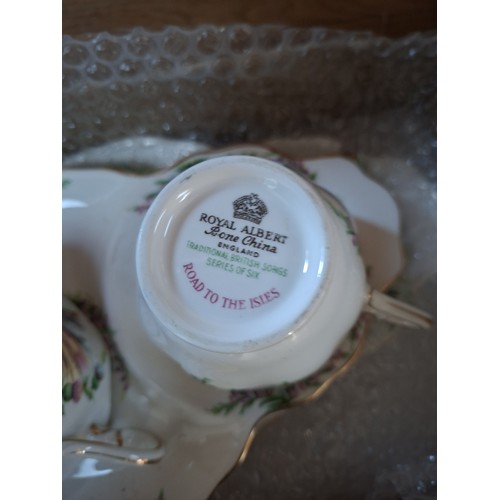 ROYAL ALBERT
Bone China
ENGLAND
TRADITIONAL BRITISH SONGS
SERIES OF SIX
ROAD TO THE ISLES